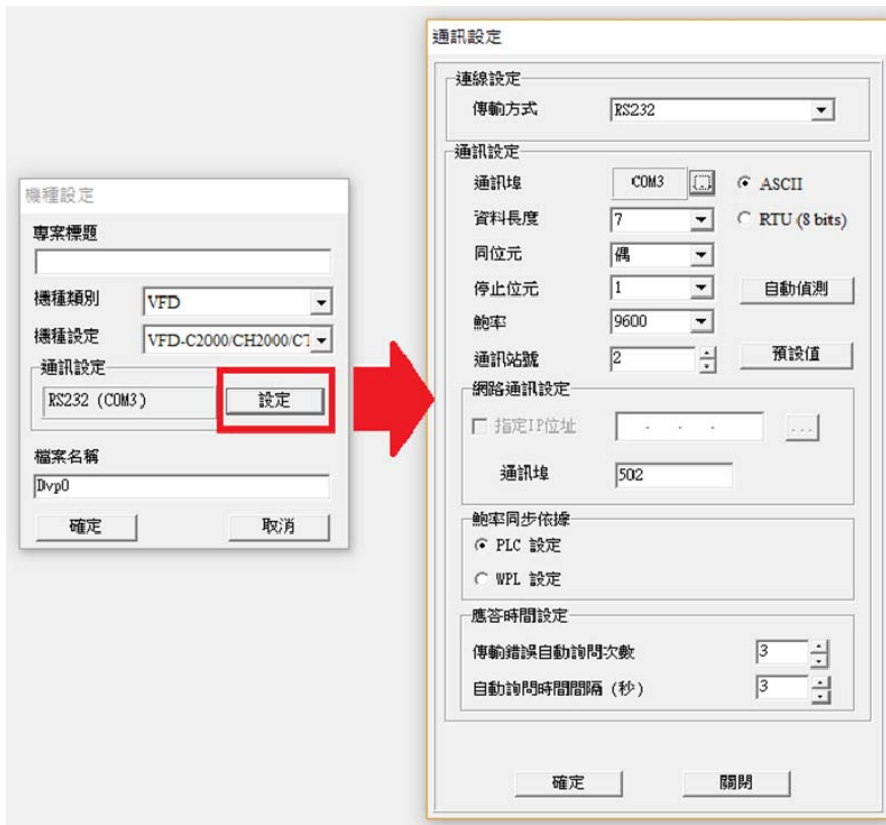 機種設定
專案標題
機種類別 VFD
機種設定 VFD-C2000/CH2000/CT
通訊設定
RS232 (COM3) 設定
檔案名稱
Dvp0
確定 取消
通訊設定
連線設定
傳輸方式 RS232
通訊設定
通訊埠 COM3 ... ASCII
資料長度 7 RTU (8 bits)
同位元 偶
停止位元 1 自動偵測
鮑率 9600
通訊站號 2 預設值
網路通訊設定
指定IP位址 . . . ...
通訊埠 502
鮑率同步依據
PLC 設定
WPL 設定
應答時間設定
傳輸錯誤自動詢問次數 3
自動詢問時間間隔 (秒) 3
確定 關閉